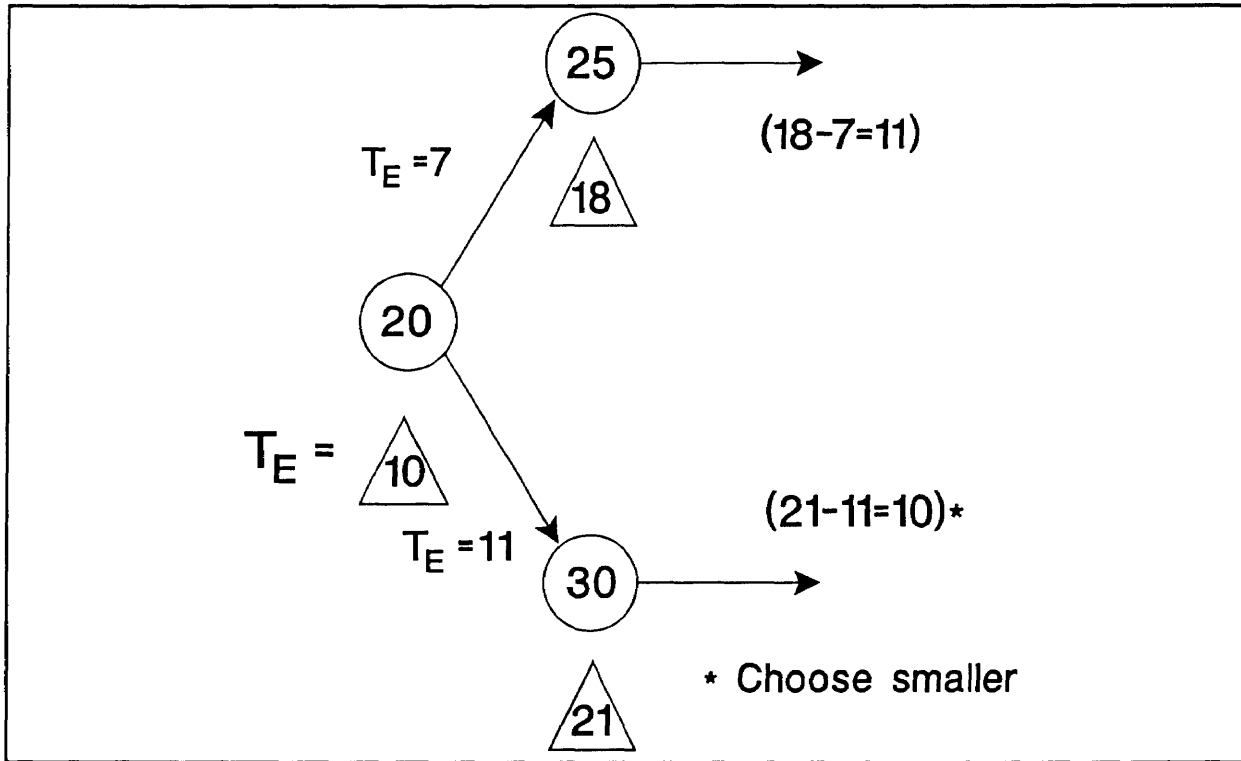 25
(18-7=11)
T_E =7
18
20
T_E =
10
(21-11=10)*
T_E =11
30
* Choose smaller
21